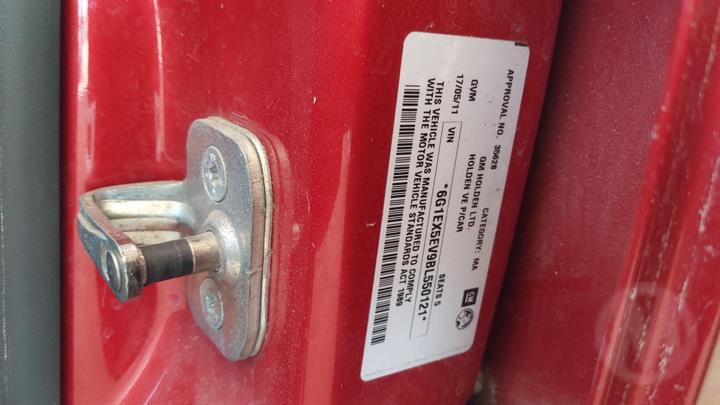 APPROVAL NO. 35628 CATEGORY: MA
GM HOLDEN LTD.
HOLDEN VE P/CAR
GVM SEATS 5
17/05/11 VIN *6G1EX5EV9BL550121*
THIS VEHICLE WAS MANUFACTURED TO COMPLY
WITH THE MOTOR VEHICLE STANDARDS ACT 1989
GM